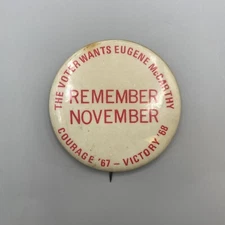 THE VOTER WANTS EUGENE McCARTHY
REMEMBER
NOVEMBER
COURAGE '67 – VICTORY '68